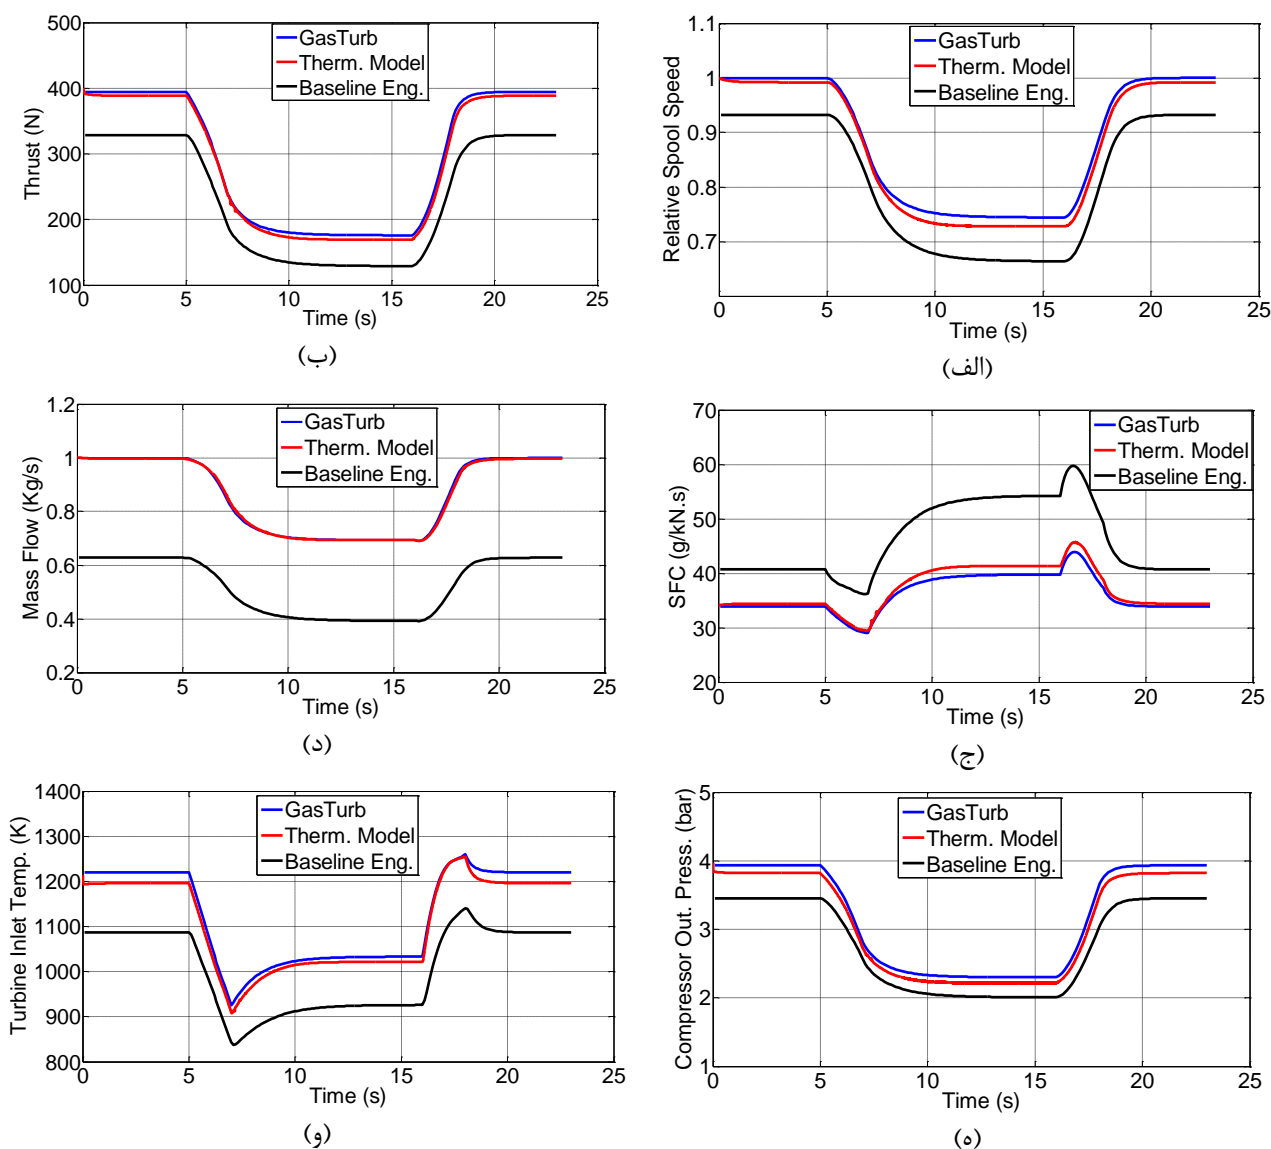 500
400
300
200
100
Thrust (N)
GasTurb
Therm. Model
Baseline Eng.
0 5 10 15 20 25
Time (s)
(ب)
1.1
1
0.9
0.8
0.7
Relative Spool Speed
GasTurb
Therm. Model
Baseline Eng.
0 5 10 15 20 25
Time (s)
(الف)
1.2
1
0.8
0.6
0.4
0.2
Mass Flow (Kg/s)
GasTurb
Therm. Model
Baseline Eng.
0 5 10 15 20 25
Time (s)
(د)
70
60
50
40
30
20
SFC (g/kN.s)
GasTurb
Therm. Model
Baseline Eng.
0 5 10 15 20 25
Time (s)
(ج)
1400
1300
1200
1100
1000
900
800
Turbine Inlet Temp. (K)
GasTurb
Therm. Model
Baseline Eng.
0 5 10 15 20 25
Time (s)
(و)
5
4
3
2
1
Compressor Out. Press. (bar)
GasTurb
Therm. Model
Baseline Eng.
0 5 10 15 20 25
Time (s)
(ه)